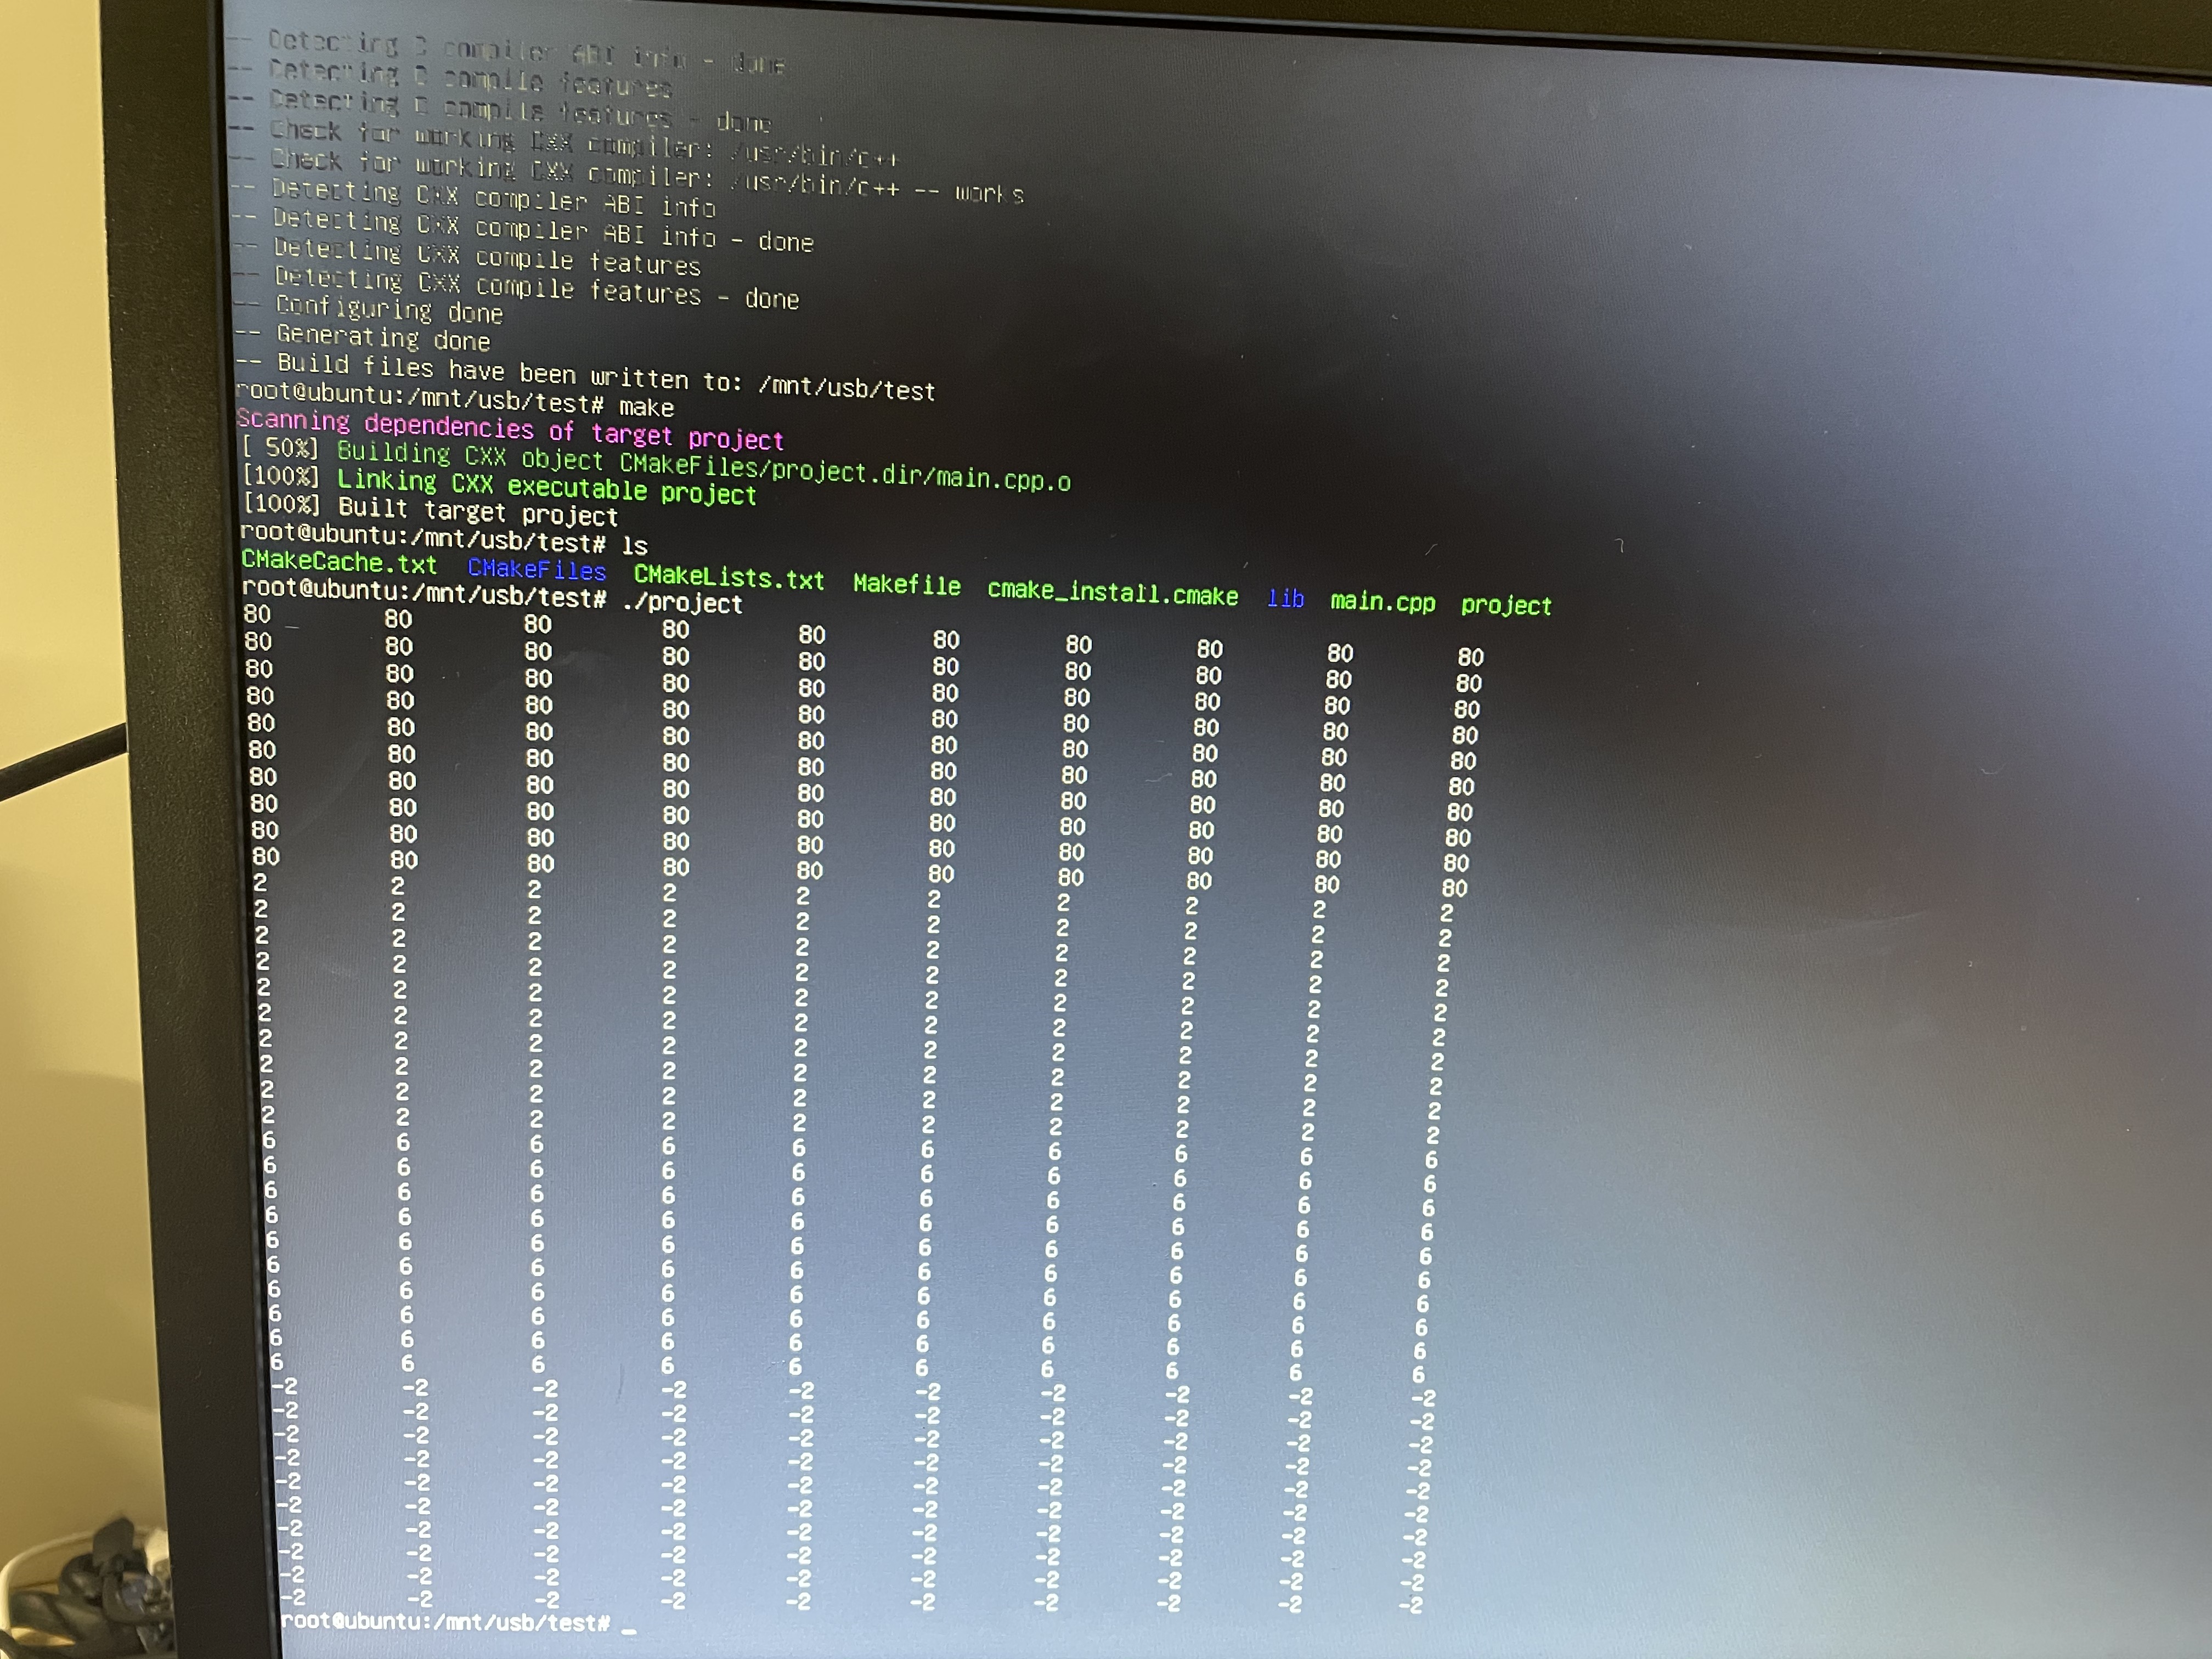 -- Detecting C compiler ABI info - done
-- Detecting C compile features
-- Detecting C compile features - done
-- Check for working CXX compiler: /usr/bin/c++
-- Check for working CXX compiler: /usr/bin/c++ -- works
-- Detecting CXX compiler ABI info
-- Detecting CXX compiler ABI info - done
-- Detecting CXX compile features
-- Detecting CXX compile features - done
-- Configuring done
-- Generating done
-- Build files have been written to: /mnt/usb/test
root@ubuntu:/mnt/usb/test# make
Scanning dependencies of target project
[ 50%] Building CXX object CMakeFiles/project.dir/main.cpp.o
[100%] Linking CXX executable project
[100%] Built target project
root@ubuntu:/mnt/usb/test# ls
CMakeCache.txt CMakeFiles CMakeLists.txt Makefile cmake_install.cmake lib main.cpp project
root@ubuntu:/mnt/usb/test# ./project
80 80 80 80 80 80 80 80 80 80
80 80 80 80 80 80 80 80 80 80
80 80 80 80 80 80 80 80 80 80
80 80 80 80 80 80 80 80 80 80
80 80 80 80 80 80 80 80 80 80
80 80 80 80 80 80 80 80 80 80
80 80 80 80 80 80 80 80 80 80
80 80 80 80 80 80 80 80 80 80
80 80 80 80 80 80 80 80 80 80
80 80 80 80 80 80 80 80 80 80
2 2 2 2 2 2 2 2 2 2
2 2 2 2 2 2 2 2 2 2
2 2 2 2 2 2 2 2 2 2
2 2 2 2 2 2 2 2 2 2
2 2 2 2 2 2 2 2 2 2
2 2 2 2 2 2 2 2 2 2
2 2 2 2 2 2 2 2 2 2
2 2 2 2 2 2 2 2 2 2
2 2 2 2 2 2 2 2 2 2
2 2 2 2 2 2 2 2 2 2
6 6 6 6 6 6 6 6 6 6
6 6 6 6 6 6 6 6 6 6
6 6 6 6 6 6 6 6 6 6
6 6 6 6 6 6 6 6 6 6
6 6 6 6 6 6 6 6 6 6
6 6 6 6 6 6 6 6 6 6
6 6 6 6 6 6 6 6 6 6
6 6 6 6 6 6 6 6 6 6
6 6 6 6 6 6 6 6 6 6
6 6 6 6 6 6 6 6 6 6
-2 -2 -2 -2 -2 -2 -2 -2 -2 -2
-2 -2 -2 -2 -2 -2 -2 -2 -2 -2
-2 -2 -2 -2 -2 -2 -2 -2 -2 -2
-2 -2 -2 -2 -2 -2 -2 -2 -2 -2
-2 -2 -2 -2 -2 -2 -2 -2 -2 -2
-2 -2 -2 -2 -2 -2 -2 -2 -2 -2
-2 -2 -2 -2 -2 -2 -2 -2 -2 -2
-2 -2 -2 -2 -2 -2 -2 -2 -2 -2
-2 -2 -2 -2 -2 -2 -2 -2 -2 -2
-2 -2 -2 -2 -2 -2 -2 -2 -2 -2
root@ubuntu:/mnt/usb/test# _